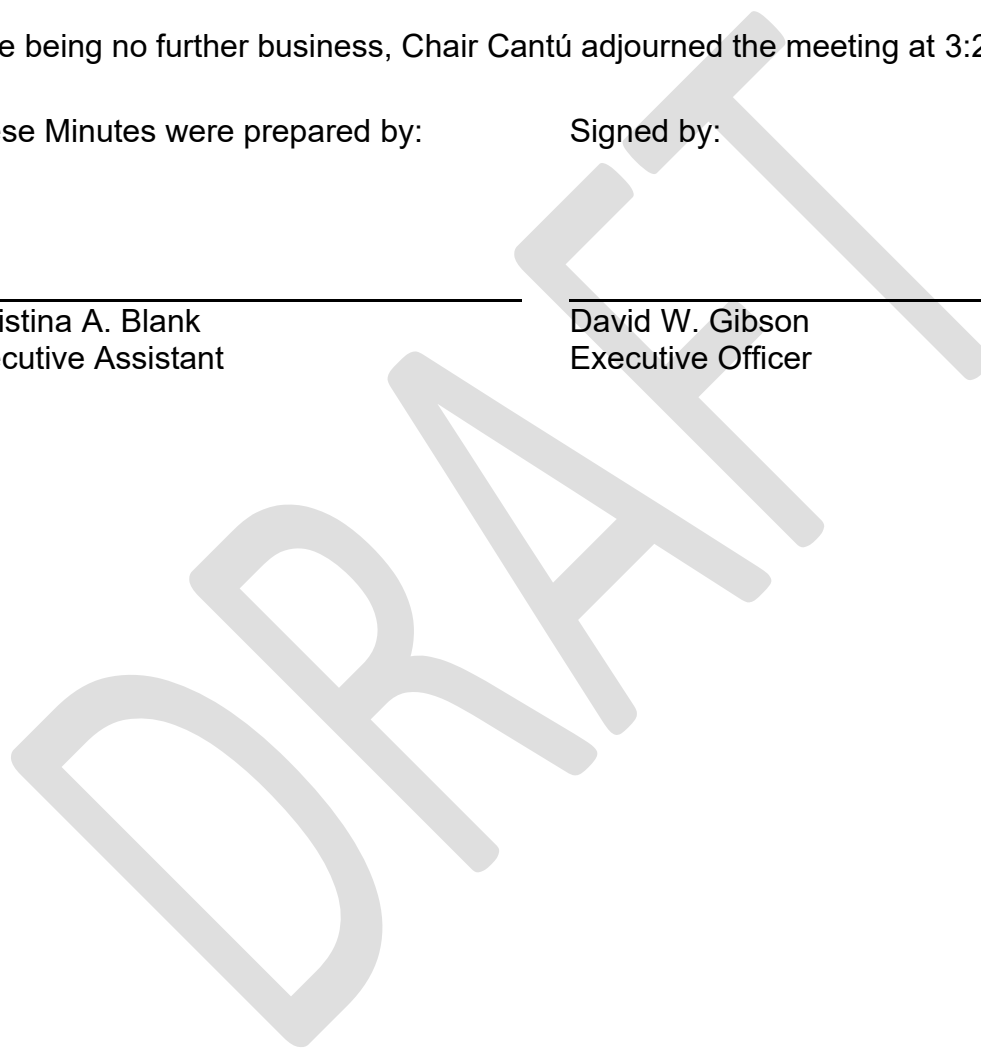 e being no further business, Chair Cantú adjourned the meeting at 3:2
se Minutes were prepared by: Signed by:
istina A. Blank David W. Gibson
cutive Assistant Executive Officer
DRAFT